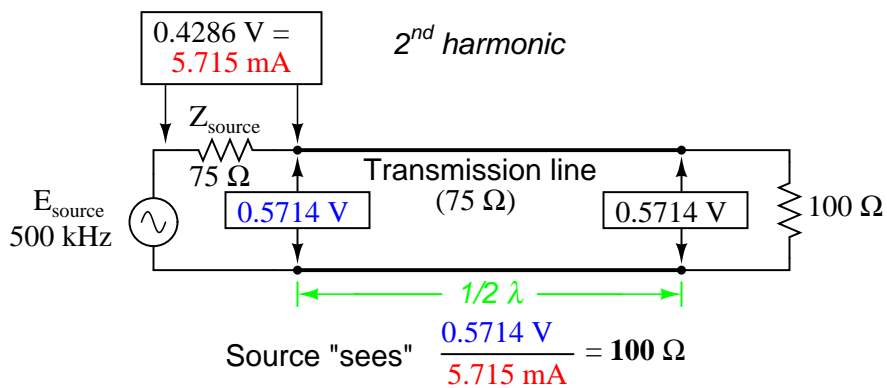 0.4286 V =
5.715 mA
2nd harmonic
Zsource
75 Ω
Transmission line
(75 Ω)
Esource
500 kHz
0.5714 V
0.5714 V
100 Ω
1/2 λ
Source "sees" 0.5714 V / 5.715 mA = 100 Ω